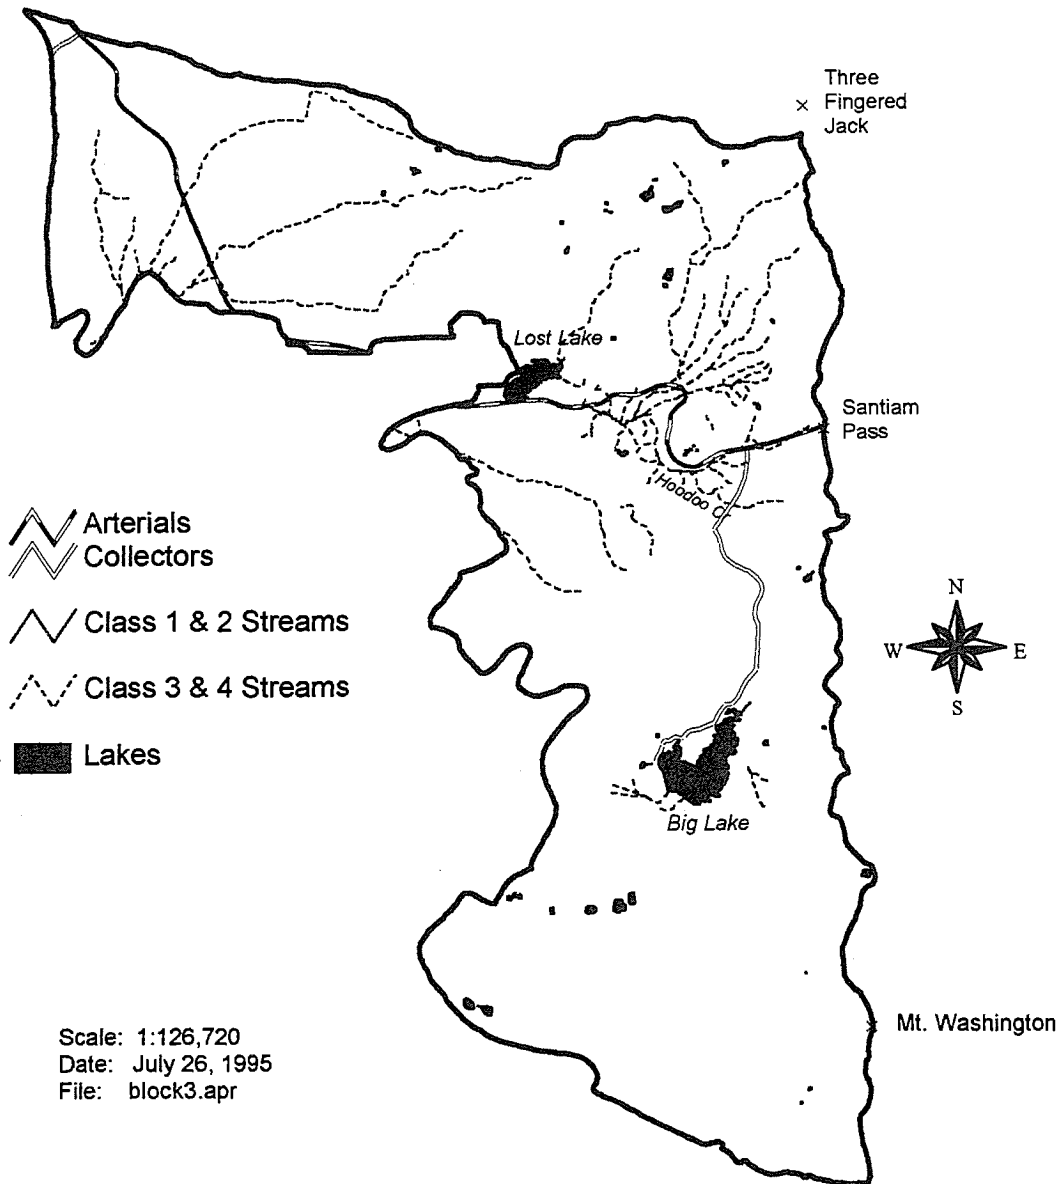 Three
Fingered
Jack
Lost Lake
Santiam
Pass
Hoodoo C.
Arterials
Collectors
Class 1 & 2 Streams
Class 3 & 4 Streams
Lakes
N
W
E
S
Big Lake
Mt. Washington
Scale: 1:126,720
Date: July 26, 1995
File: block3.apr